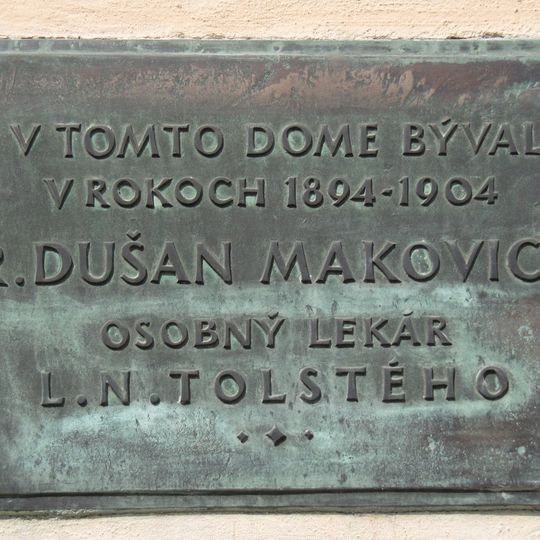 V TOMTO DOME BÝVAL
V ROKOCH 1894-1904
R. DUŠAN MAKOVIC
OSOBNÝ LEKÁR
L. N. TOLSTÉHO